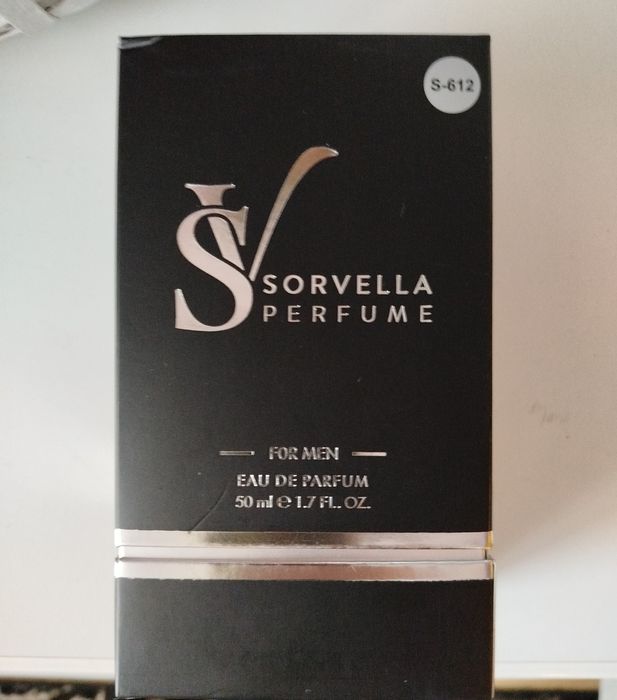 S-612
SV
SORVELLA
PERFUME
FOR MEN
EAU DE PARFUM
50 ml ℮ 1.7 FL.. OZ.